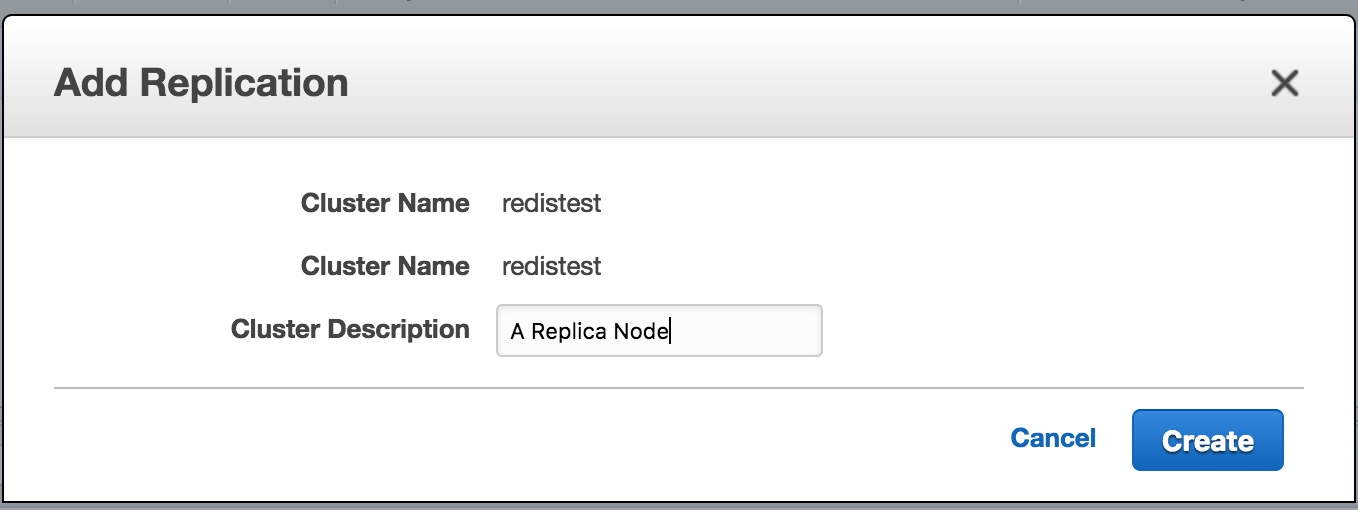 Add Replication
Cluster Name redistest
Cluster Name redistest
Cluster Description A Replica Node
Cancel Create